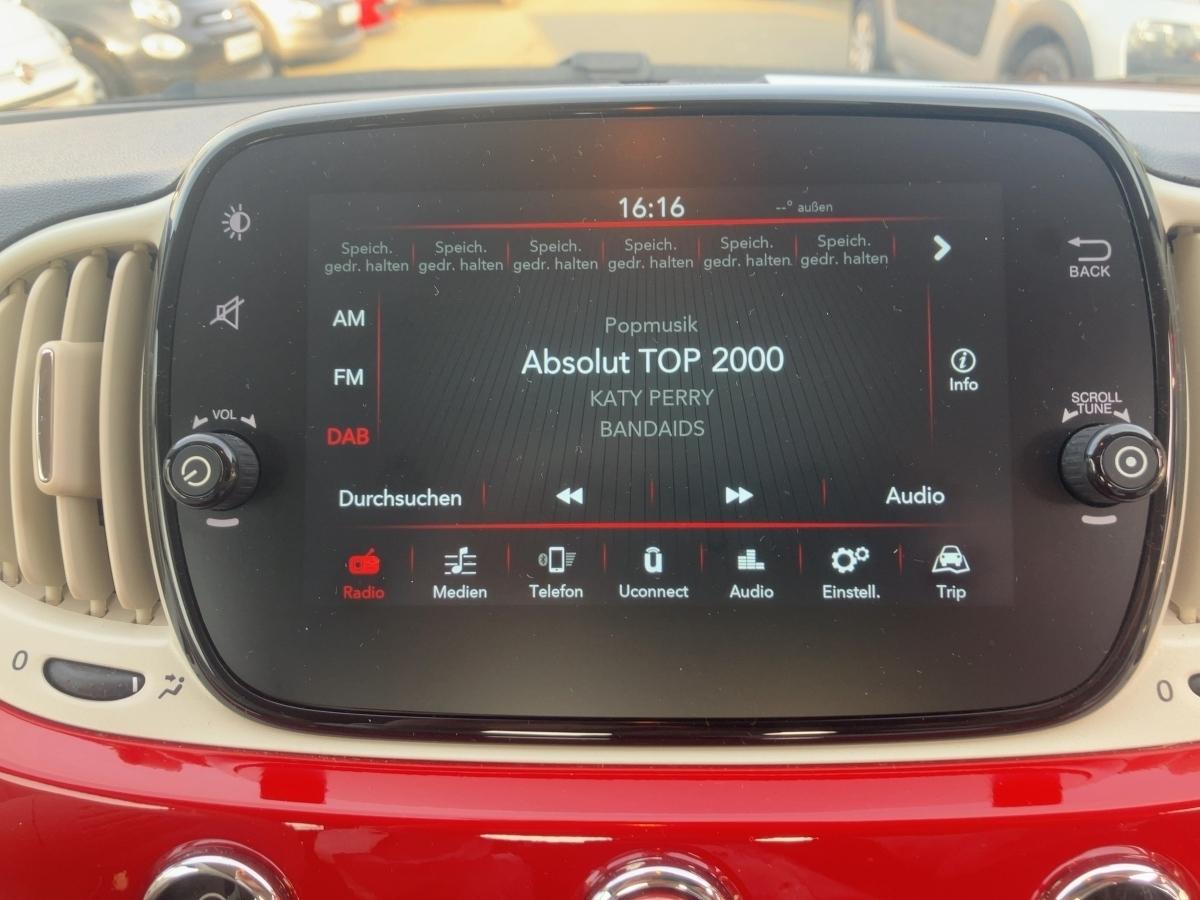 16:16
--° außen
Speich. Speich. Speich. Speich. Speich. Speich.
gedr. halten gedr. halten gedr. halten gedr. halten gedr. halten gedr. halten
BACK
AM
Popmusik
Absolut TOP 2000
FM
Info
KATY PERRY
VOL
SCROLL
TUNE
DAB
BANDAIDS
Durchsuchen
Audio
Radio Medien Telefon Uconnect Audio Einstell. Trip
0
0